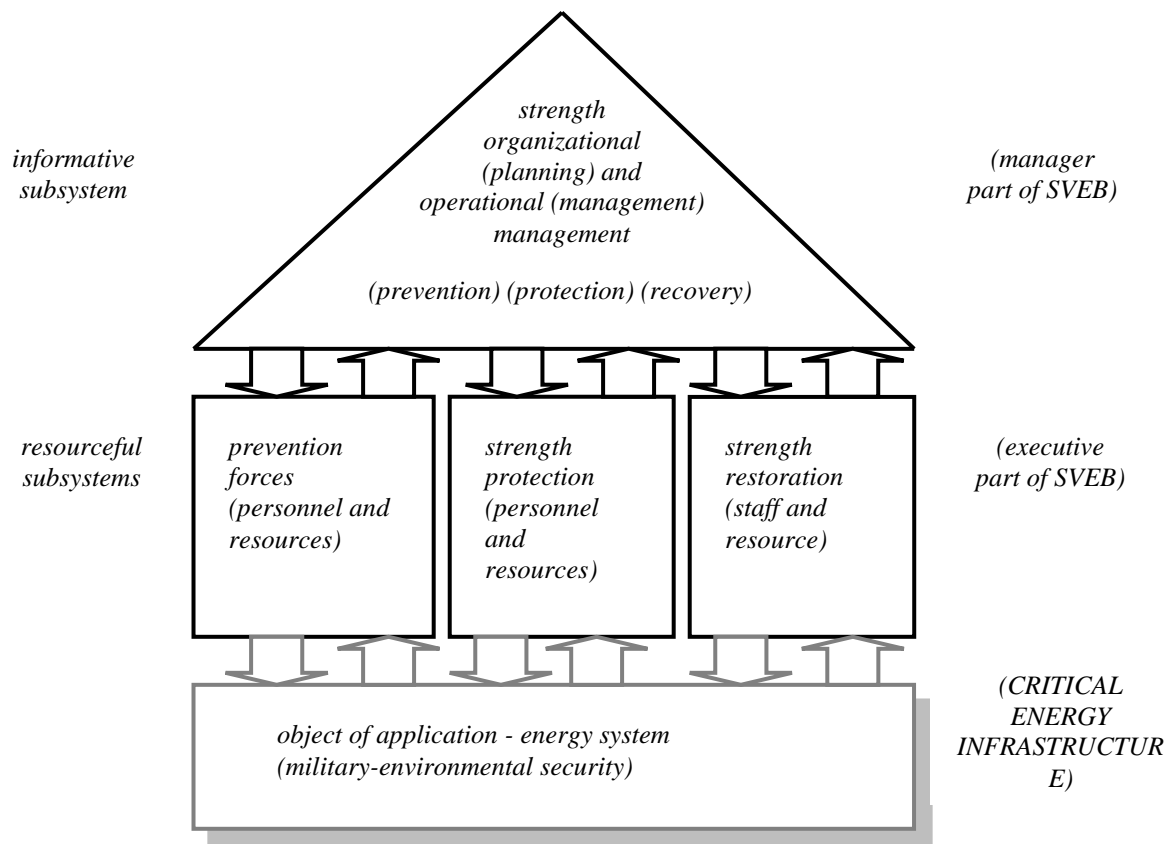 strength
organizational
(planning) and
operational (management)
management
(prevention) (protection) (recovery)
informative
subsystem
(manager
part of SVEB)
resourceful
subsystems
prevention
forces
(personnel and
resources)
strength
protection
(personnel
and
resources)
strength
restoration
(staff and
resource)
(executive
part of SVEB)
object of application - energy system
(military-environmental security)
(CRITICAL
ENERGY
INFRASTRUCTUR
E)